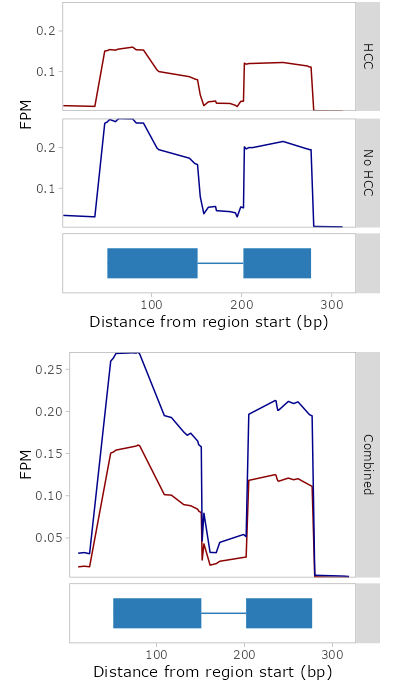 0.2
0.1
HCC
FPM
0.2
0.1
No HCC
100 200 300
Distance from region start (bp)
0.25
0.20
0.15
0.10
0.05
FPM
Combined
100 200 300
Distance from region start (bp)